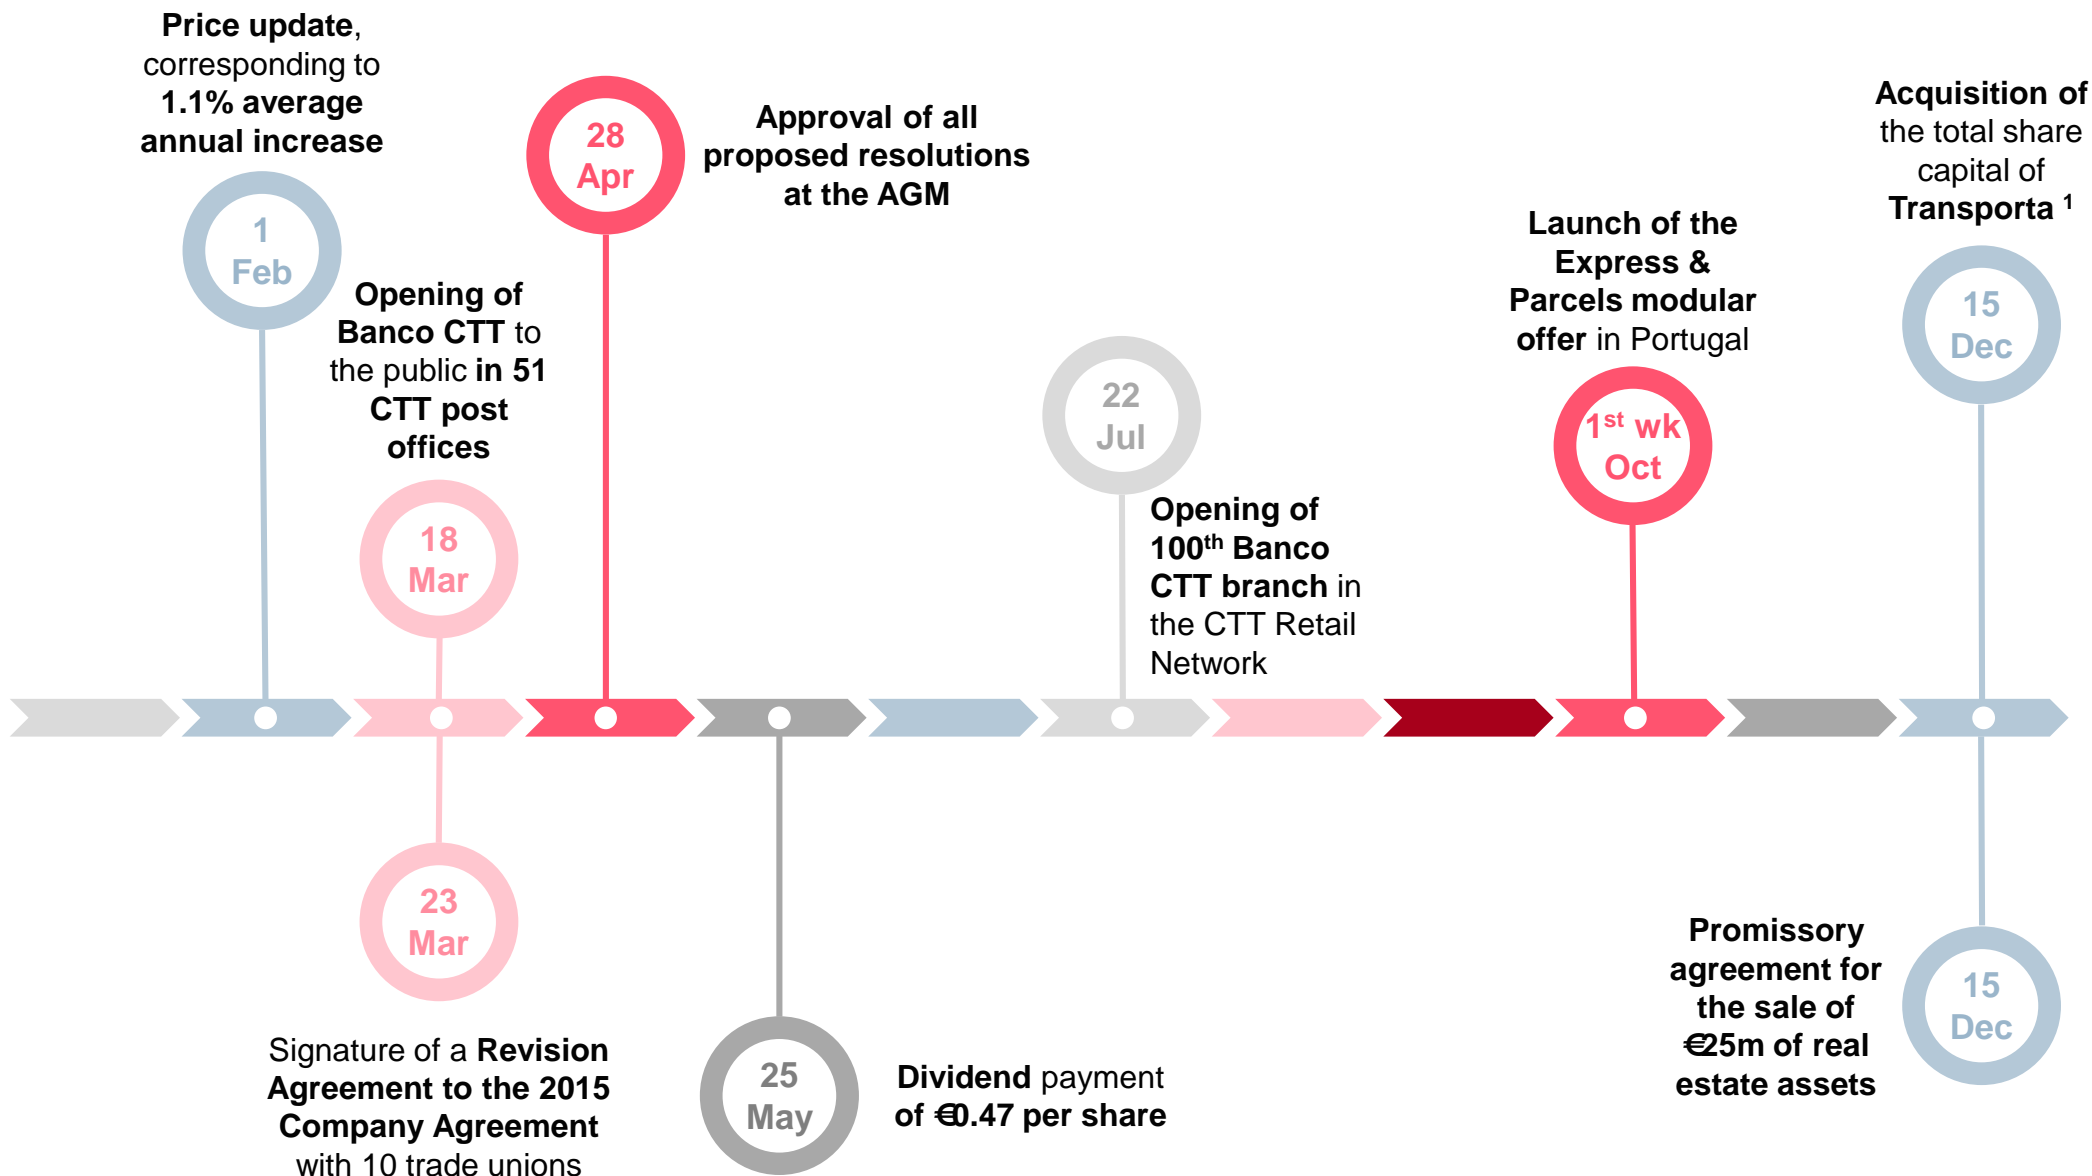 Price update,
corresponding to
1.1% average
annual increase
1
Feb
Opening of
Banco CTT to
the public in 51
CTT post
offices
18
Mar
23
Mar
Signature of a Revision
Agreement to the 2015
Company Agreement
with 10 trade unions
28
Apr
Approval of all
proposed resolutions
at the AGM
25
May
Dividend payment
of €0.47 per share
22
Jul
Opening of
100th Banco
CTT branch in
the CTT Retail
Network
Launch of the
Express &
Parcels modular
offer in Portugal
1st wk
Oct
Acquisition of
the total share
capital of
Transporta 1
15
Dec
Promissory
agreement for
the sale of
€25m of real
estate assets
15
Dec